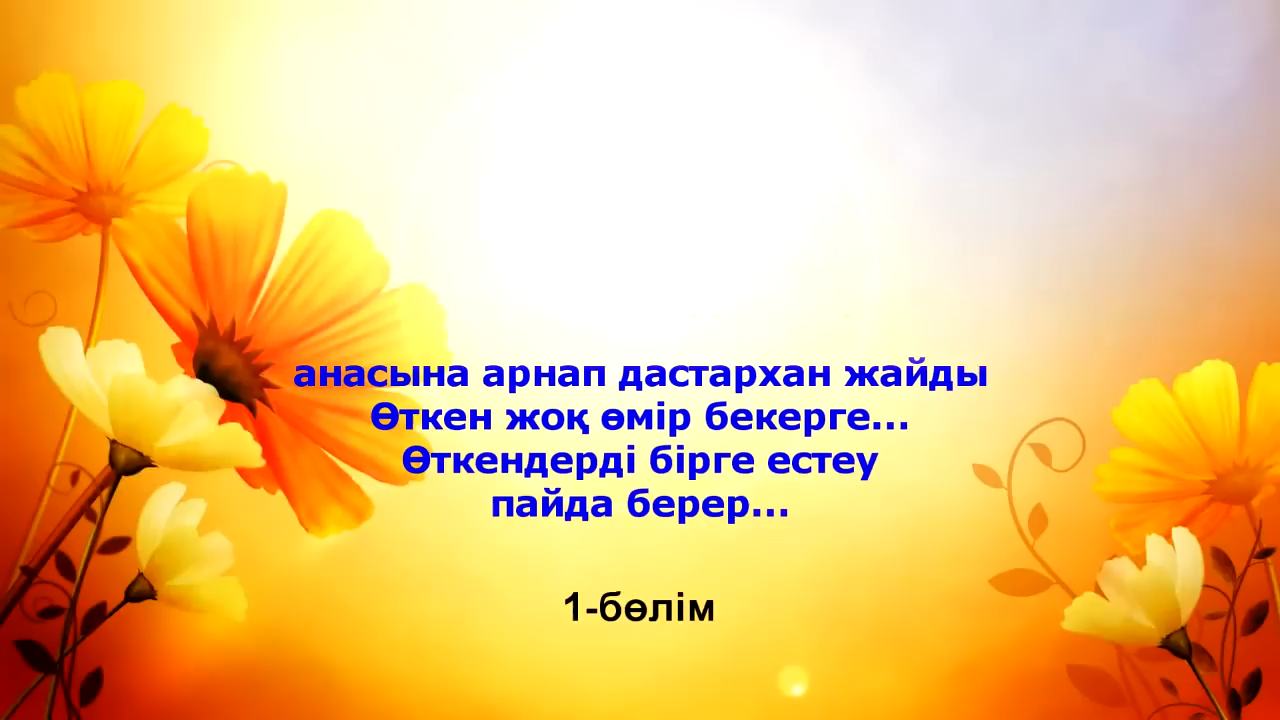 анасына арнап дастархан жайды
Өткен жоқ өмір бекерге...
Өткендерді бірге естеу
пайда берер...
1-бөлім